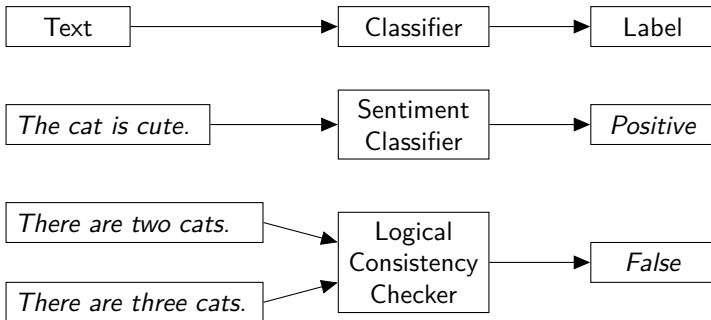 Text
Classifier
Label
The cat is cute.
Sentiment
Classifier
Positive
There are two cats.
There are three cats.
Logical
Consistency
Checker
False